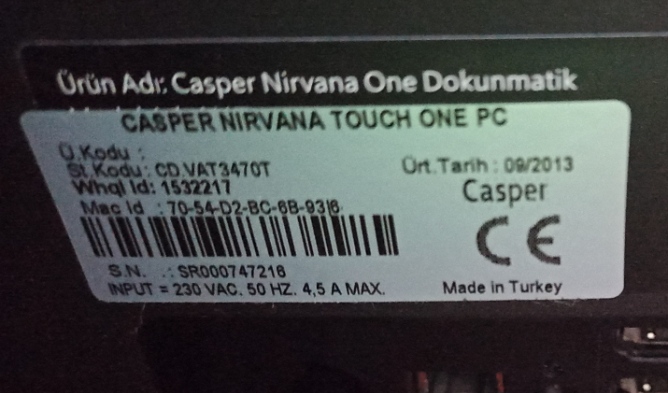 Ürün Adı: Casper Nirvana One Dokunmatik
CASPER NIRVANA TOUCH ONE PC
Ü.Kodu :
St.Kodu: CD.VAT3470T
Ürt.Tarih : 09/2013
Whql Id: 1532217
Casper
Mac Id : 70-54-D2-BC-6B-93|6
CE
S.N. .: SR000747216
INPUT = 230 VAC. 50 HZ. 4,5 A MAX.
Made in Turkey